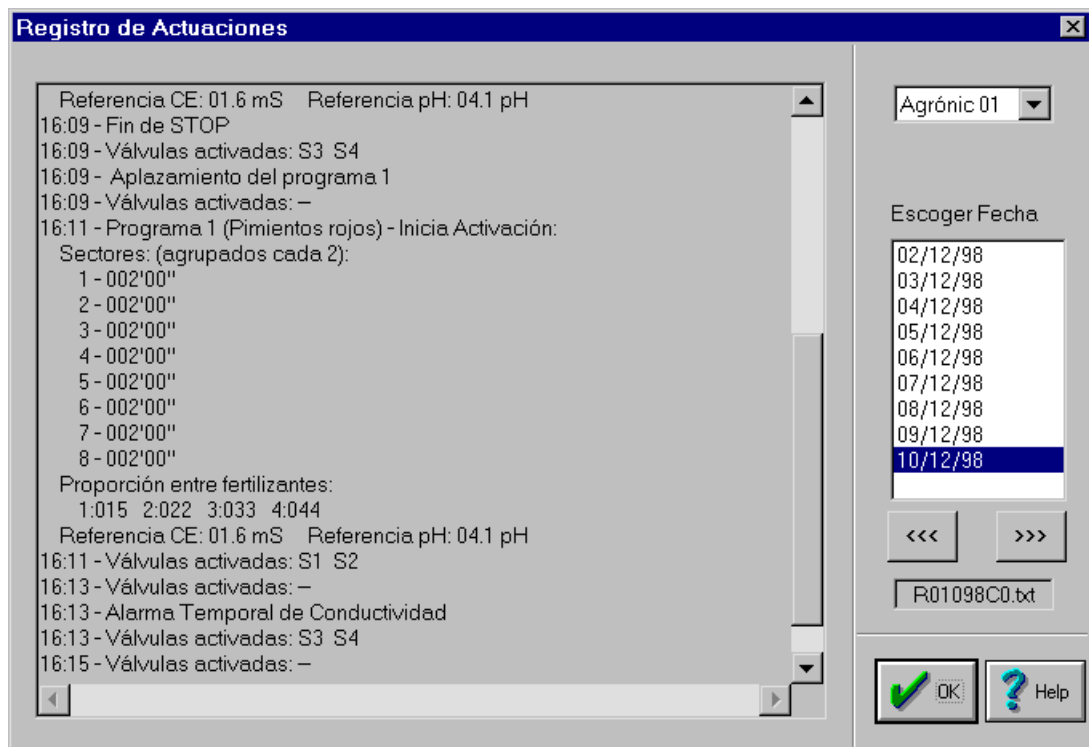 Registro de Actuaciones
Referencia CE: 01.6 mS Referencia pH: 04.1 pH
16:09 - Fin de STOP
16:09 - Válvulas activadas: S3 S4
16:09 - Aplazamiento del programa 1
16:09 - Válvulas activadas: –
16:11 - Programa 1 (Pimientos rojos) - Inicia Activación:
Sectores: (agrupados cada 2):
1 - 002'00"
2 - 002'00"
3 - 002'00"
4 - 002'00"
5 - 002'00"
6 - 002'00"
7 - 002'00"
8 - 002'00"
Proporción entre fertilizantes:
1:015 2:022 3:033 4:044
Referencia CE: 01.6 mS Referencia pH: 04.1 pH
16:11 - Válvulas activadas: S1 S2
16:13 - Válvulas activadas: –
16:13 - Alarma Temporal de Conductividad
16:13 - Válvulas activadas: S3 S4
16:15 - Válvulas activadas: –
Agrónic 01
Escoger Fecha
02/12/98
03/12/98
04/12/98
05/12/98
06/12/98
07/12/98
08/12/98
09/12/98
10/12/98
<<< >>>
R01098C0.txt
OK Help